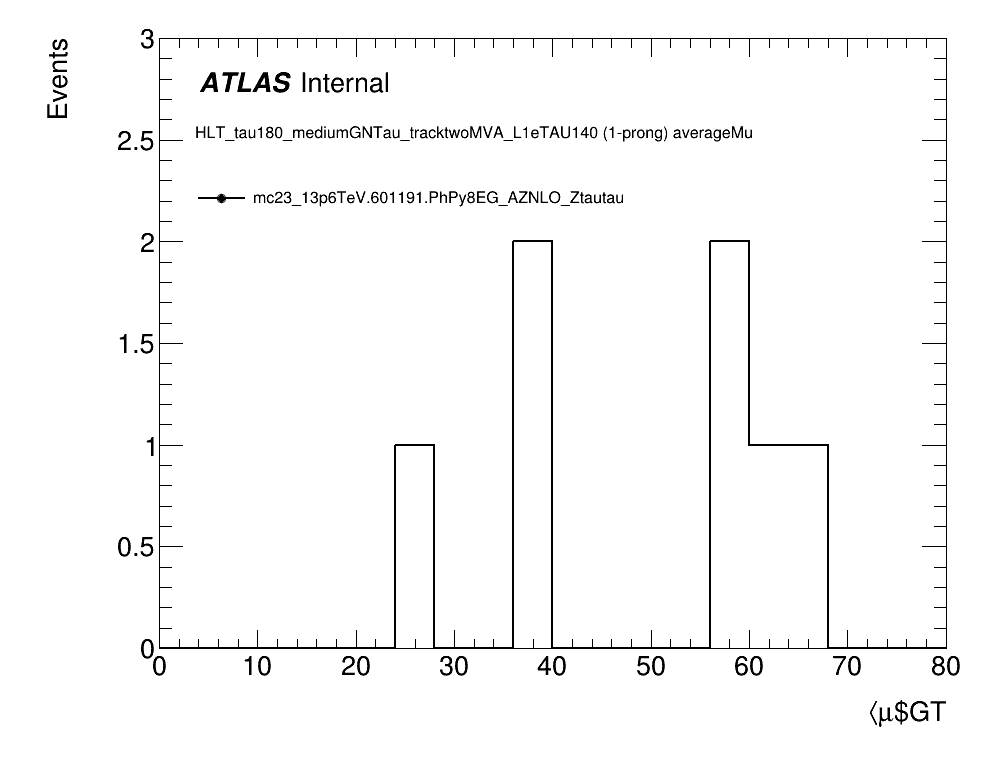 Events
3
2.5
2
1.5
1
0.5
0
ATLAS Internal
HLT_tau180_mediumGNTau_tracktwoMVA_L1eTAU140 (1-prong) averageMu
mc23_13p6TeV.601191.PhPy8EG_AZNLO_Ztautau
0 10 20 30 40 50 60 70 80
⟨μ$GT